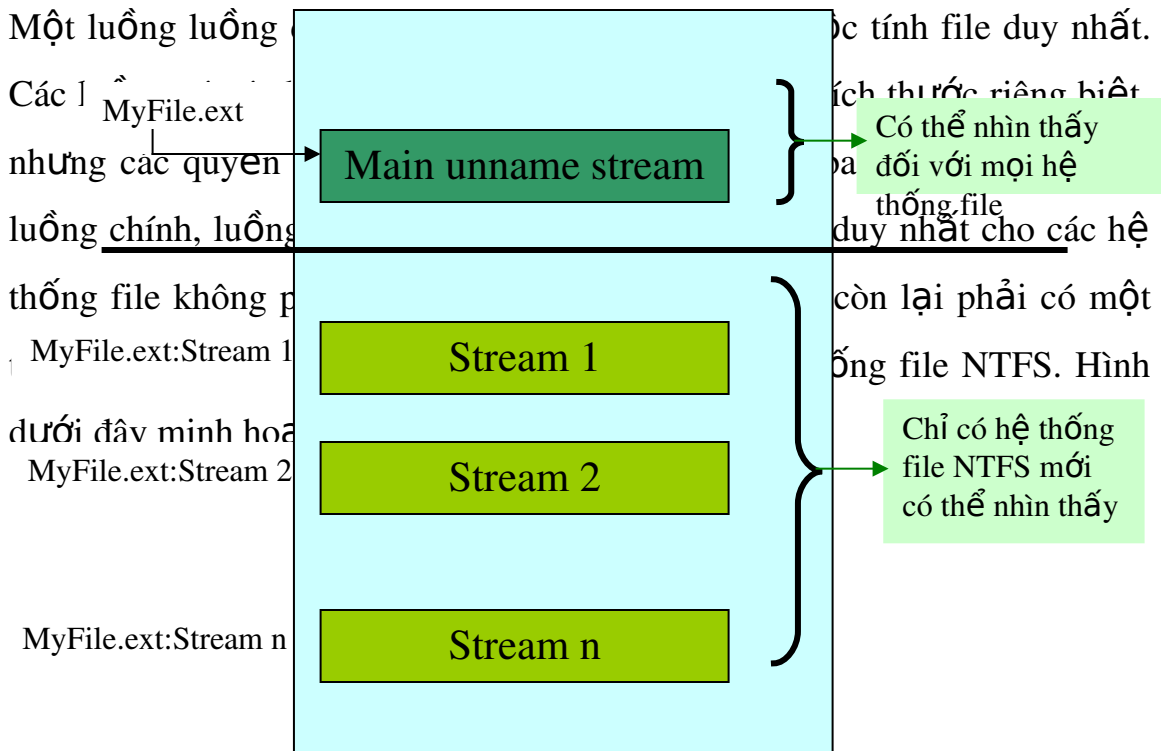 Một luồng luồng tính file duy nhất.
Các thước riêng biệt
MyFile.ext
Có thể nhìn thấy
đối với mọi hệ
thống file
nhưng các quyền
Main unname stream
luồng chính, luồng duy nhất cho các hệ
thống file không còn lại phải có một
MyFile.ext:Stream 1
Stream 1
file NTFS. Hình
dưới đây minh
MyFile.ext:Stream 2
Stream 2
Chỉ có hệ thống
file NTFS mới
có thể nhìn thấy
MyFile.ext:Stream n
Stream n